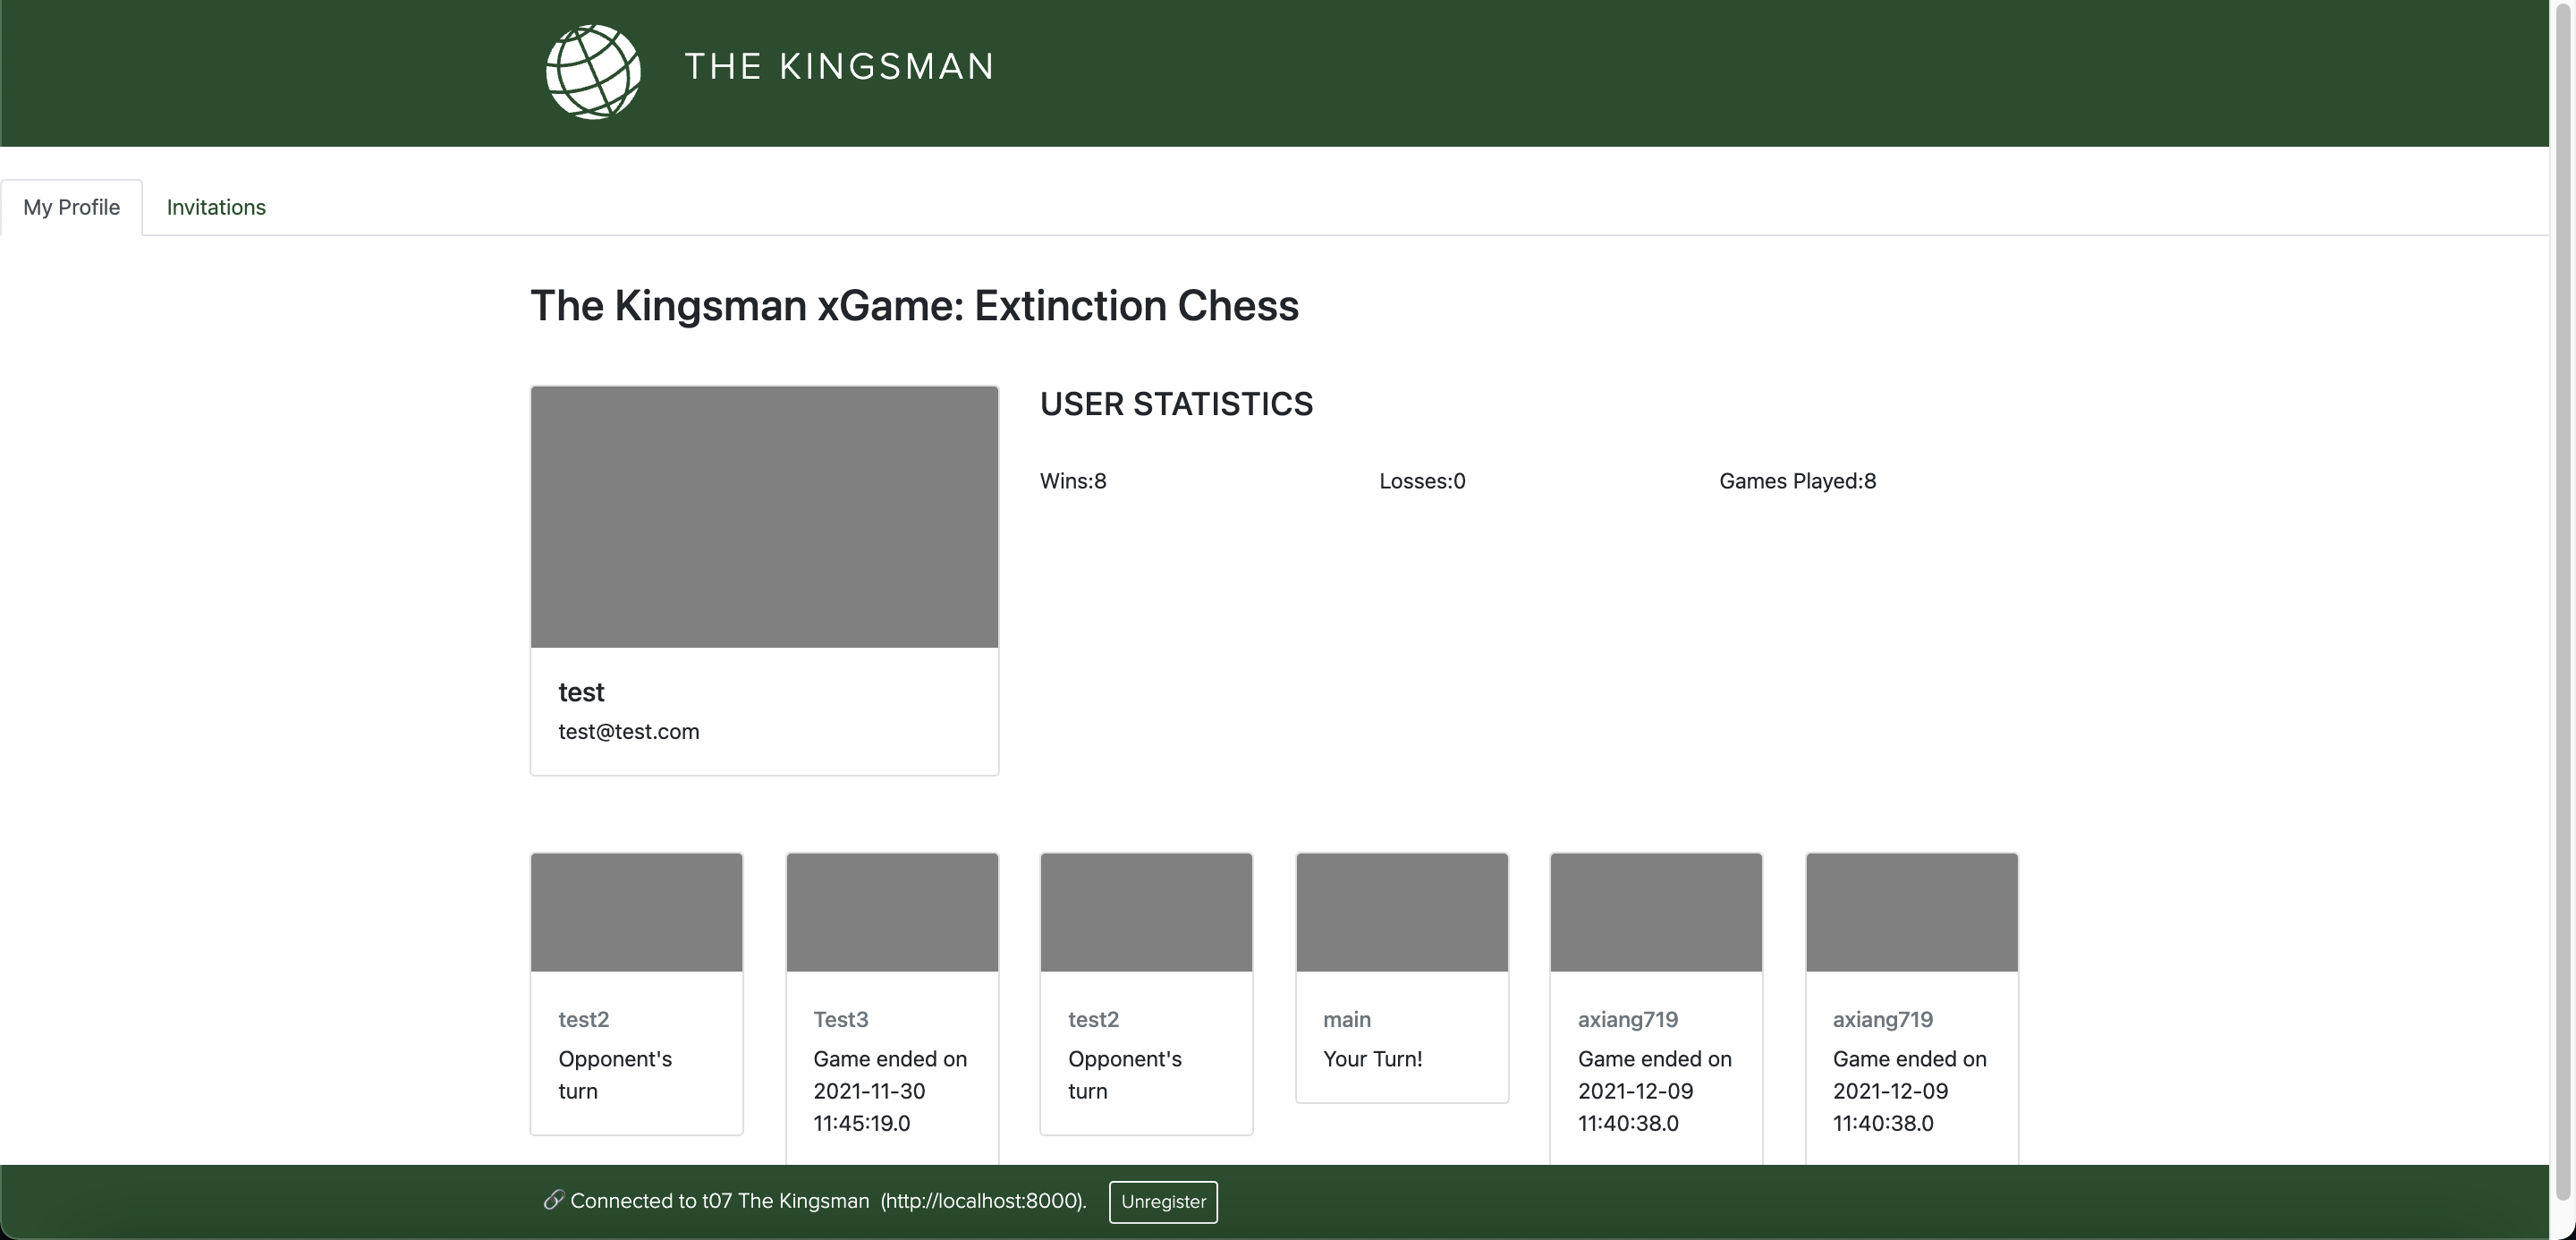 THE KINGSMAN
My Profile
Invitations
The Kingsman xGame: Extinction Chess
USER STATISTICS
Wins:8
Losses:0
Games Played:8
test
test@test.com
test2
Opponent's
turn
Test3
Game ended on
2021-11-30
11:45:19.0
test2
Opponent's
turn
main
Your Turn!
axiang719
Game ended on
2021-12-09
11:40:38.0
axiang719
Game ended on
2021-12-09
11:40:38.0
🔗 Connected to t07 The Kingsman (http://localhost:8000).
Unregister